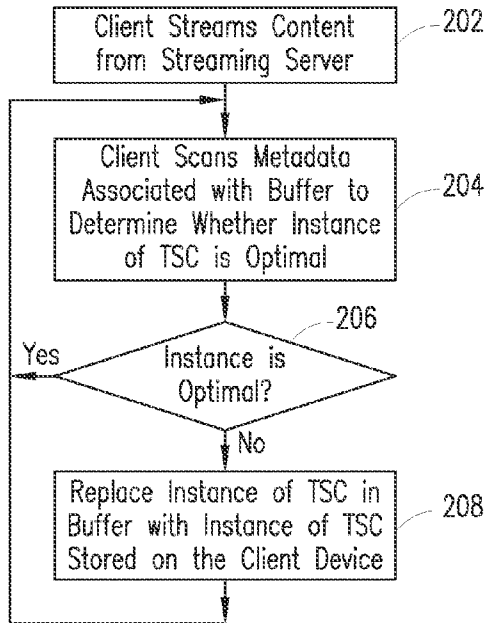 Client Streams Content
from Streaming Server
202
Client Scans Metadata
Associated with Buffer to
Determine Whether Instance
of TSC is Optimal
204
206
Yes
Instance is
Optimal?
No
Replace Instance of TSC in
Buffer with Instance of TSC
Stored on the Client Device
208